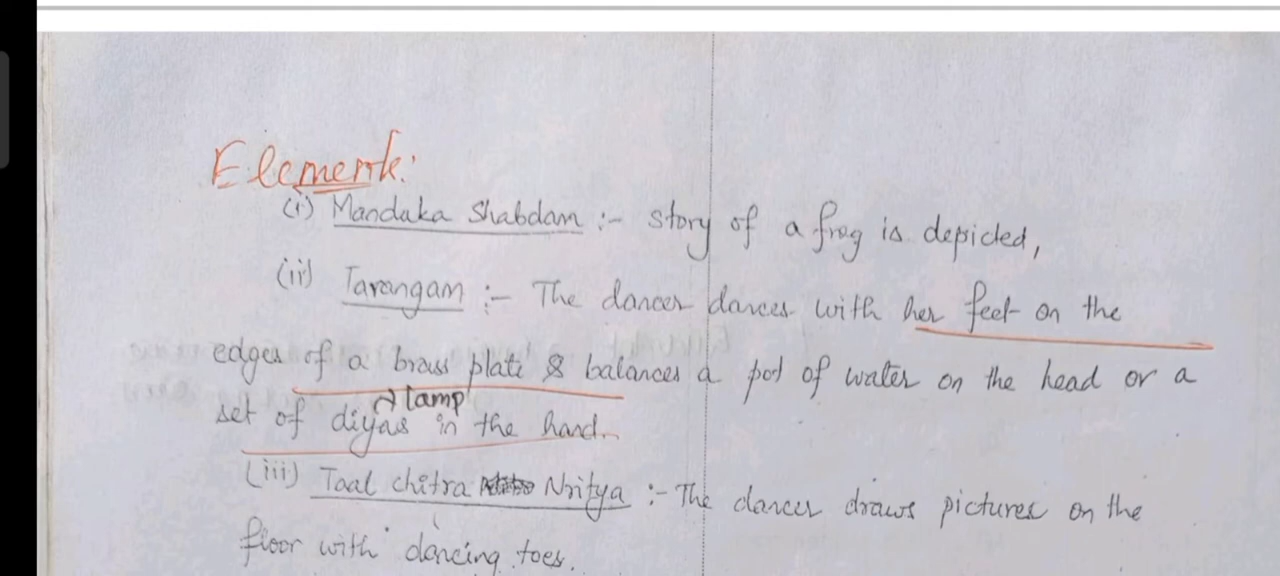 Elements:
(i) Mandaka Shabdam :- story of a frog is depicted,
(ii) Tarangam :- The dancer dances with her feet on the
edges of a brass plate & balances a pot of water on the head or a
lamp
set of diyas in the hand.
(iii) Taal chitra Nritya :- The dancer draws pictures on the
floor with dancing toes.